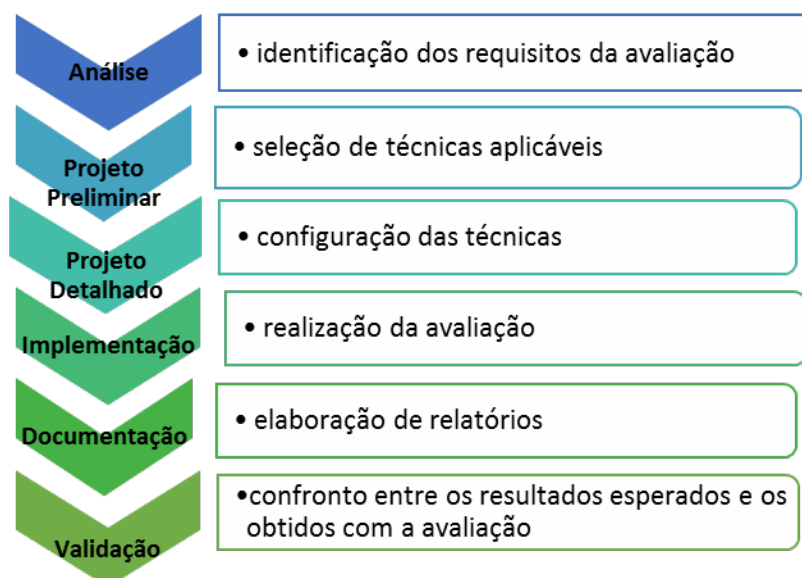 Análise
• identificação dos requisitos da avaliação
Projeto
Preliminar
• seleção de técnicas aplicáveis
Projeto
Detalhado
• configuração das técnicas
Implementação
• realização da avaliação
Documentação
• elaboração de relatórios
Validação
•confronto entre os resultados esperados e os
obtidos com a avaliação